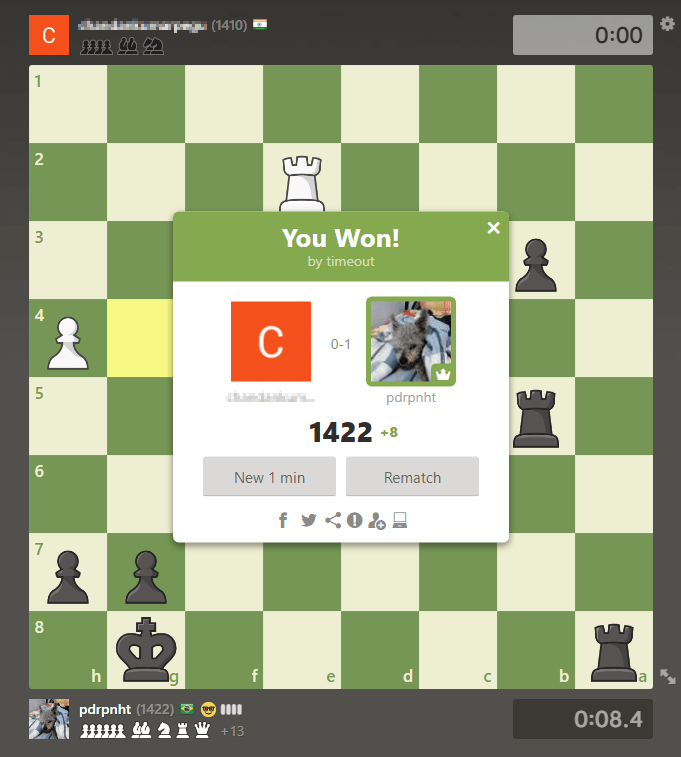 C
(1410)
0:00
1
2
3
You Won!
by timeout
4
C
0-1
pdrpnht
5
1422 +8
6
New 1 min
Rematch
7
8
h
g
f
e
d
c
b
a
pdrpnht (1422)
+13
0:08.4